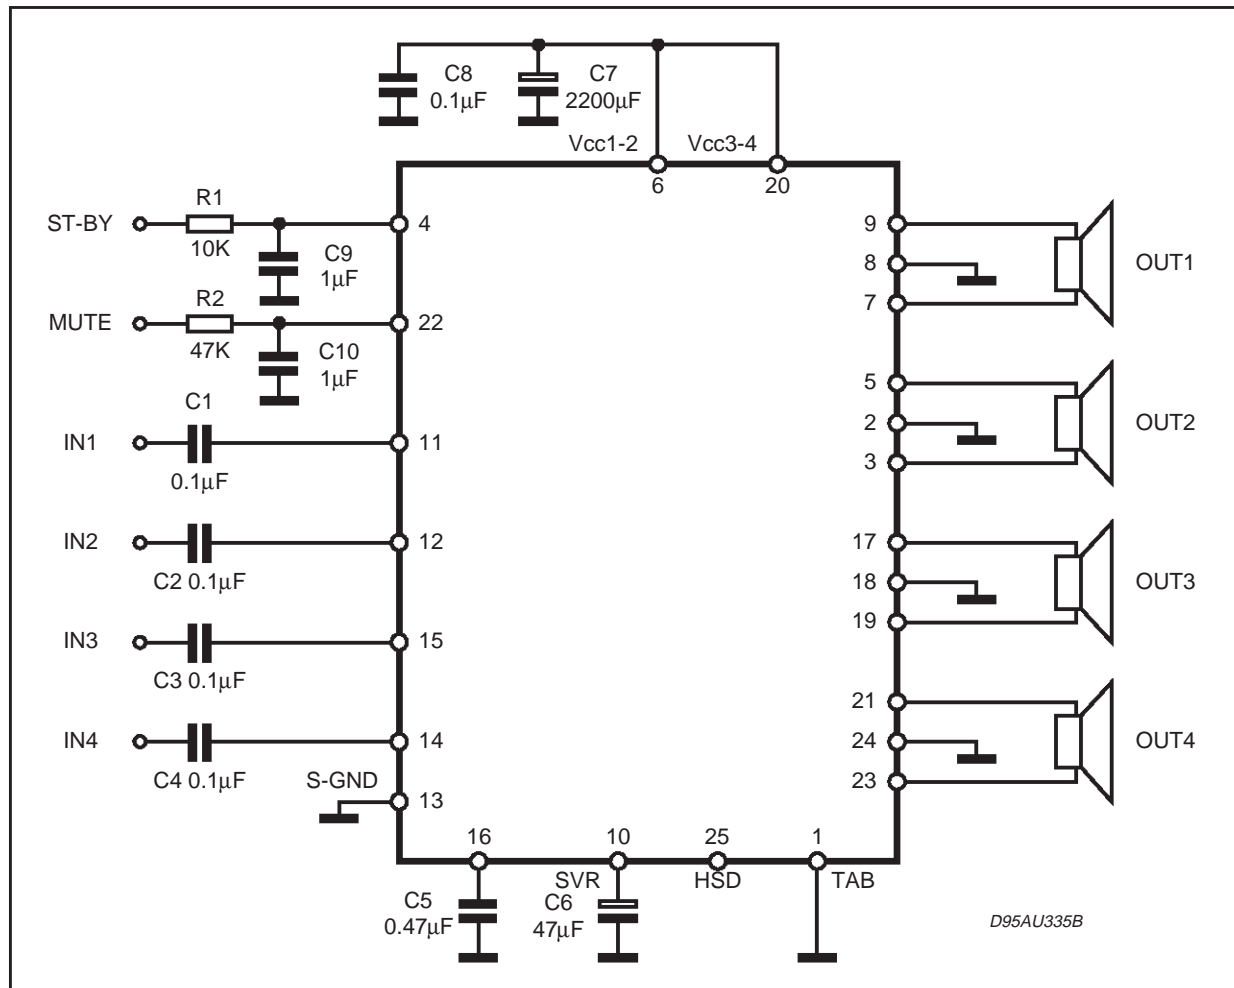 C8
0.1µF
C7
2200µF
Vcc1-2
Vcc3-4
6
20
ST-BY
R1
10K
4
C9
1µF
MUTE
R2
47K
22
C10
1µF
IN1
C1
0.1µF
11
IN2
C2 0.1µF
12
IN3
C3 0.1µF
15
IN4
C4 0.1µF
14
S-GND
13
9
8
7
OUT1
5
2
3
OUT2
17
18
19
OUT3
21
24
23
OUT4
16
10
25
1
SVR
HSD
TAB
C5
0.47µF
C6
47µF
D95AU335B